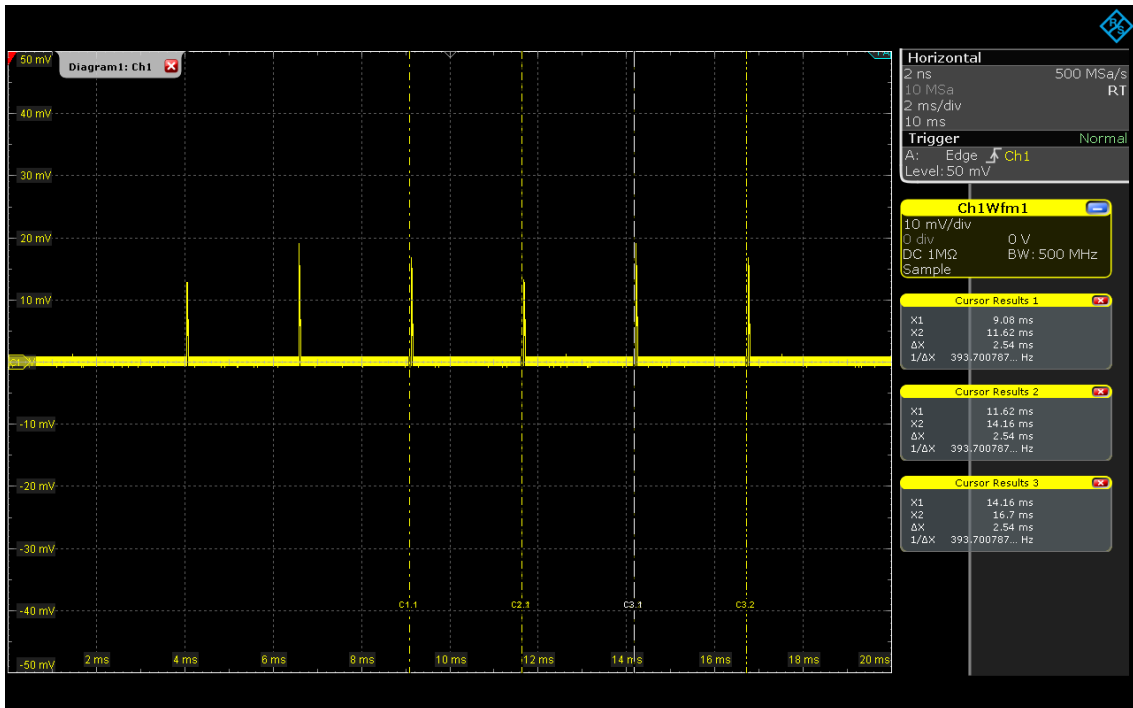 R&S
50 mV
Diagram1: Ch1
TA
40 mV
30 mV
20 mV
10 mV
C1
-10 mV
-20 mV
-30 mV
-40 mV
-50 mV
C1.1
C2.1
C3.1
C3.2
2 ms
4 ms
6 ms
8 ms
10 ms
12 ms
14 ms
16 ms
18 ms
20 ms
Horizontal
2 ns 500 MSa/s
10 MSa RT
2 ms/div
10 ms
Trigger Normal
A: Edge Ch1
Level: 50 mV
Ch1Wfm1
10 mV/div
0 div 0 V
DC 1MΩ BW: 500 MHz
Sample
Cursor Results 1
X1 9.08 ms
X2 11.62 ms
ΔX 2.54 ms
1/ΔX 393.700787... Hz
Cursor Results 2
X1 11.62 ms
X2 14.16 ms
ΔX 2.54 ms
1/ΔX 393.700787... Hz
Cursor Results 3
X1 14.16 ms
X2 16.7 ms
ΔX 2.54 ms
1/ΔX 393.700787... Hz